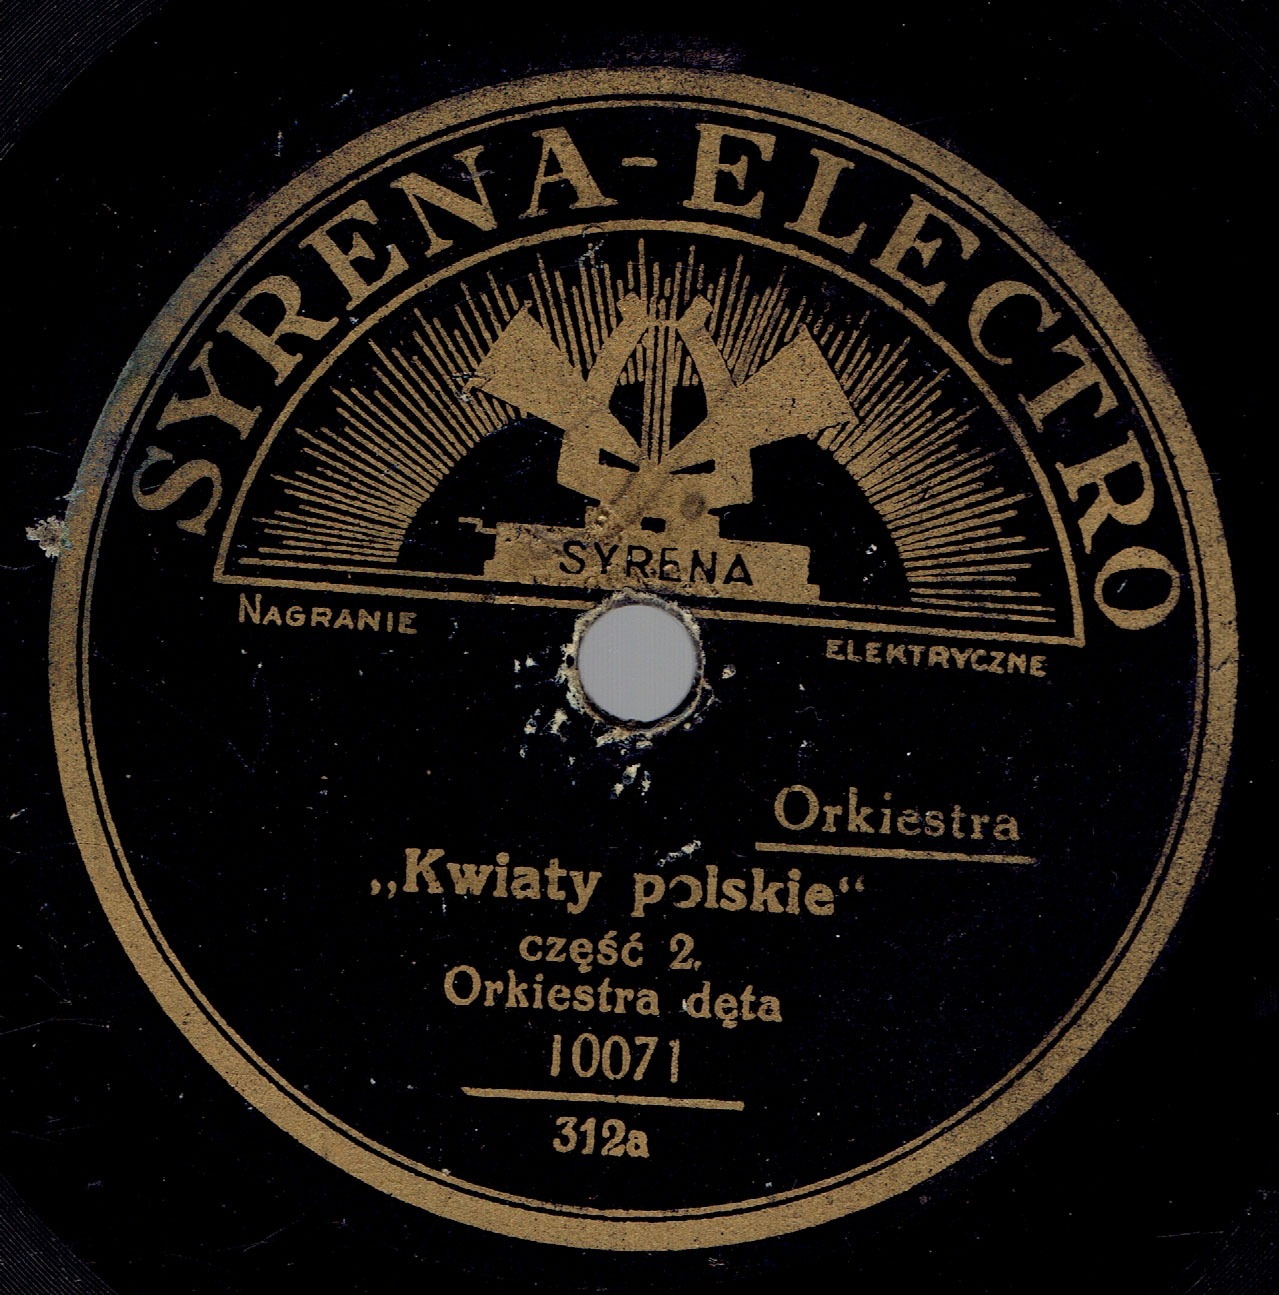 SYRENA-ELECTRO
SYRENA
NAGRANIE
ELEKTRYCZNE
Orkiestra
„Kwiaty polskie“
część 2.
Orkiestra dęta
10071
312a